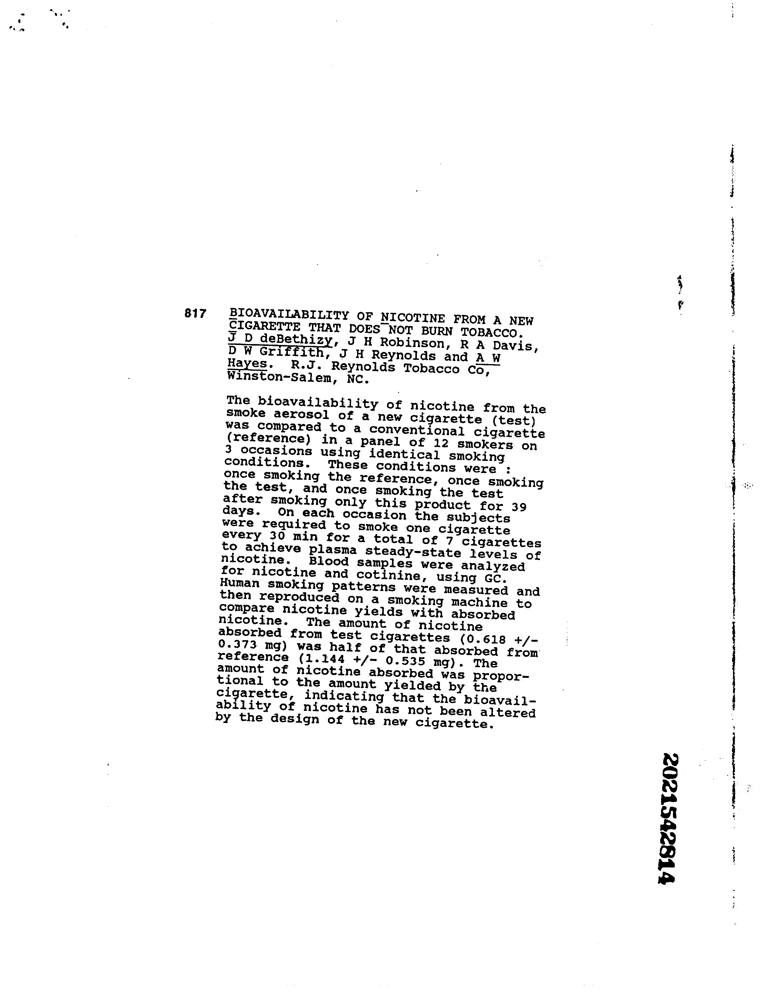 817 BIOAVAILABILITY OF NICOTINE FROM A NEW
CIGARETTE THAT DOES NOT BURN TOBACCO.
J D deBethizy, J H Robinson, R A Davis,
D W Griffith, J H Reynolds and A W
Hayes. R.J. Reynolds Tobacco Co,
Winston-Salem, NC.
The bioavailability of nicotine from the
smoke aerosol of a new cigarette (test)
was compared to a conventional cigarette
(reference) in a panel of 12 smokers on
3 occasions using identical smoking
conditions. These conditions were :
once smoking the reference, once smoking
the test, and once smoking the test
after smoking only this product for 39
days. On each occasion the subjects
were required to smoke one cigarette
every 30 min for a total of 7 cigarettes
to achieve plasma steady-state levels of
nicotine. Blood samples were analyzed
for nicotine and cotinine, using GC.
Human smoking patterns were measured and
then reproduced on a smoking machine to
compare nicotine yields with absorbed
nicotine. The amount of nicotine
absorbed from test cigarettes (0.618 +/-
0.373 mg) was half of that absorbed from
reference (1.144 +/- 0.535 mg). The
amount of nicotine absorbed was propor-
tional to the amount yielded by the
cigarette, indicating that the bioavail-
ability of nicotine has not been altered
by the design of the new cigarette.
2021542814